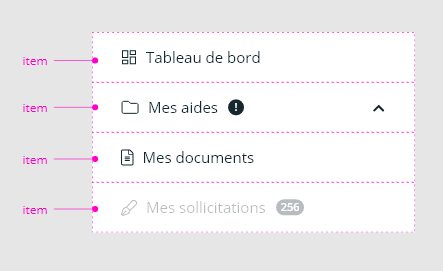 item
Tableau de bord
item
Mes aides !
item
Mes documents
item
Mes sollicitations 256